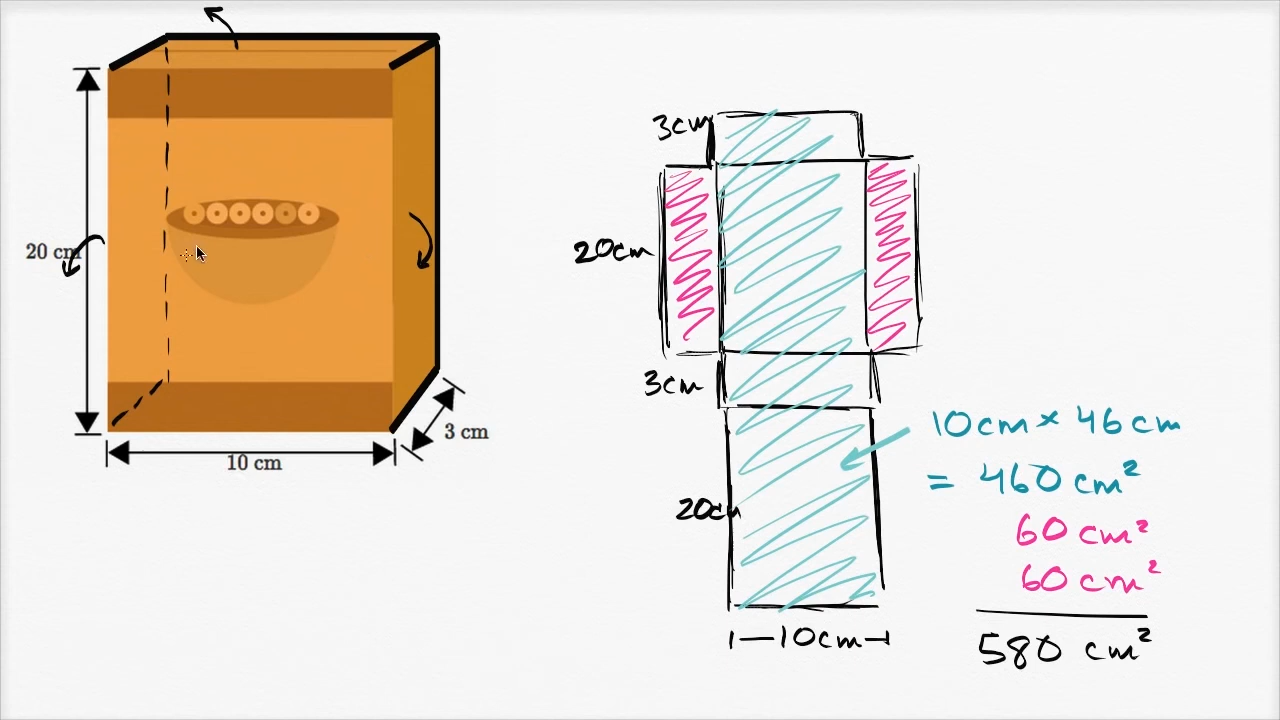 20 cm
10 cm
3 cm
3cm
20cm
3cm
20cm
10cm
10cm × 46cm
= 460 cm²
60 cm²
60 cm²
580 cm²